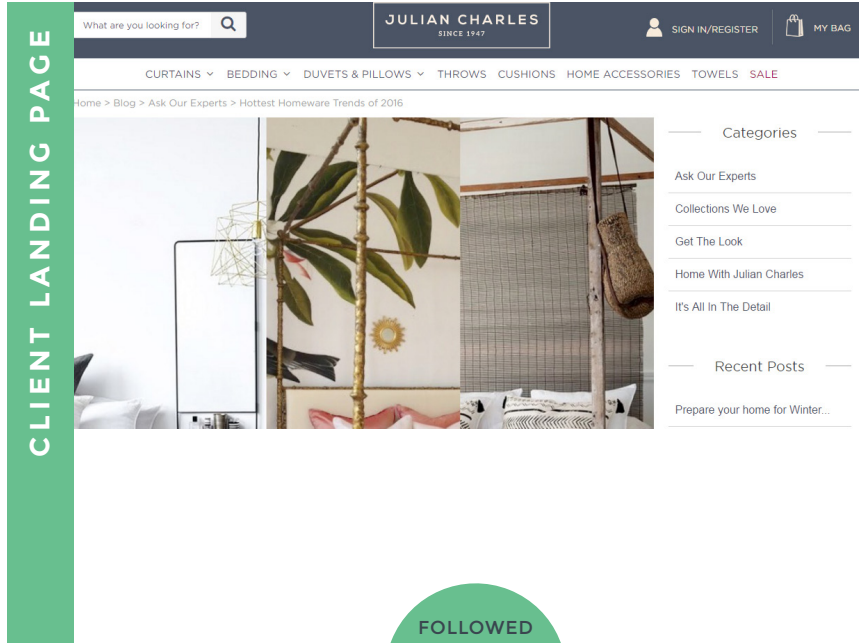 CLIENT LANDING PAGE
What are you looking for?
JULIAN CHARLES
SINCE 1947
SIGN IN/REGISTER
MY BAG
CURTAINS BEDDING DUVETS & PILLOWS THROWS CUSHIONS HOME ACCESSORIES TOWELS SALE
Home > Blog > Ask Our Experts > Hottest Homeware Trends of 2016
Categories
Ask Our Experts
Collections We Love
Get The Look
Home With Julian Charles
It's All In The Detail
Recent Posts
Prepare your home for Winter...
FOLLOWED